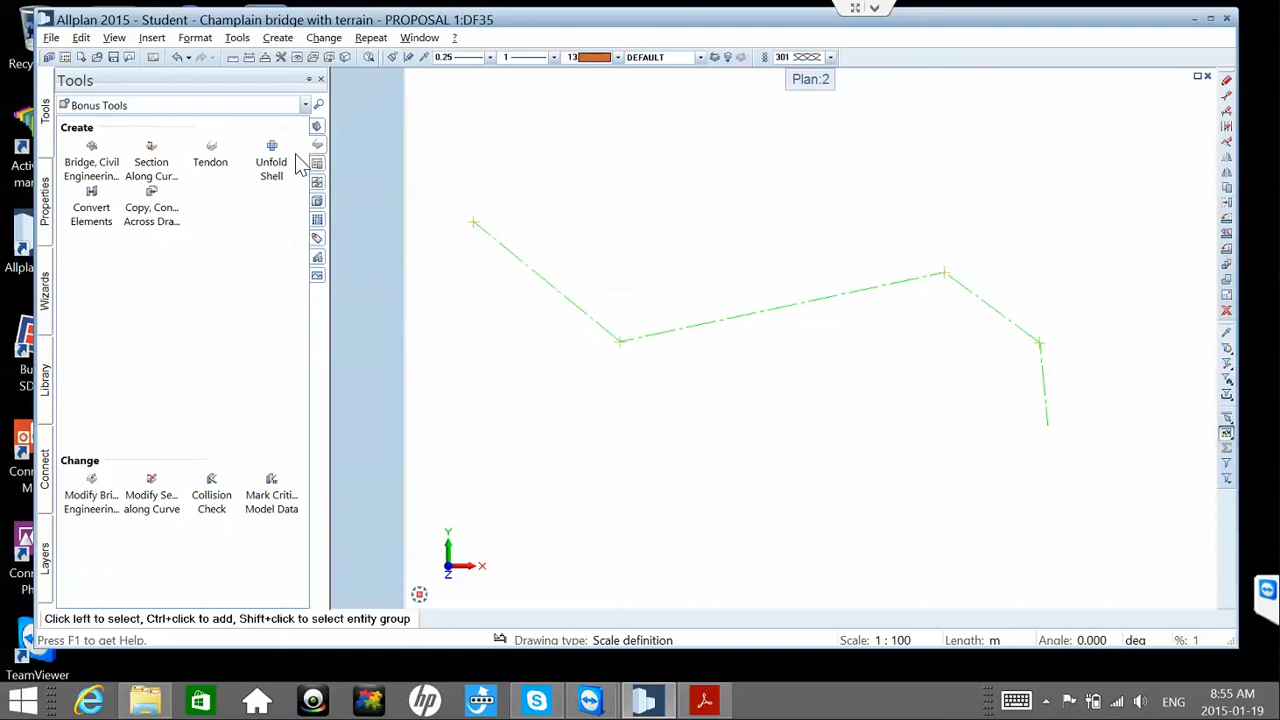 Allplan 2015 - Student - Champlain bridge with terrain - PROPOSAL 1:DF35
File Edit View Insert Format Tools Create Change Repeat Window ?
0.25 1 13 DEFAULT 301
Tools
Plan:2
Bonus Tools
Create
Bridge, Civil Engineerin...
Section Along Cur...
Tendon
Unfold Shell
Convert Elements
Copy, Con... Across Dra...
Change
Modify Bri... Engineerin...
Modify Se... along Curve
Collision Check
Mark Criti... Model Data
Tools
Properties
Wizards
Library
Connect
Layers
Y
X
Z
Click left to select, Ctrl+click to add, Shift+click to select entity group
Press F1 to get Help.
Drawing type: Scale definition
Scale: 1 : 100
Length: m
Angle: 0.000
deg
%: 1
TeamViewer
hp
ENG
8:55 AM
2015-01-19